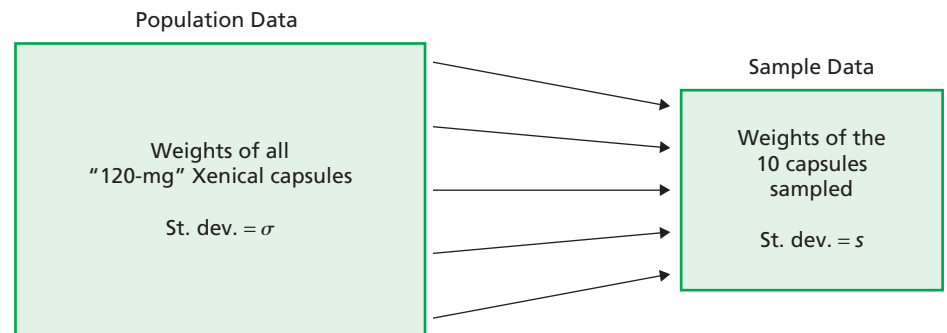 Population Data
Weights of all
“120-mg” Xenical capsules
St. dev. = σ
Sample Data
Weights of the
10 capsules
sampled
St. dev. = s